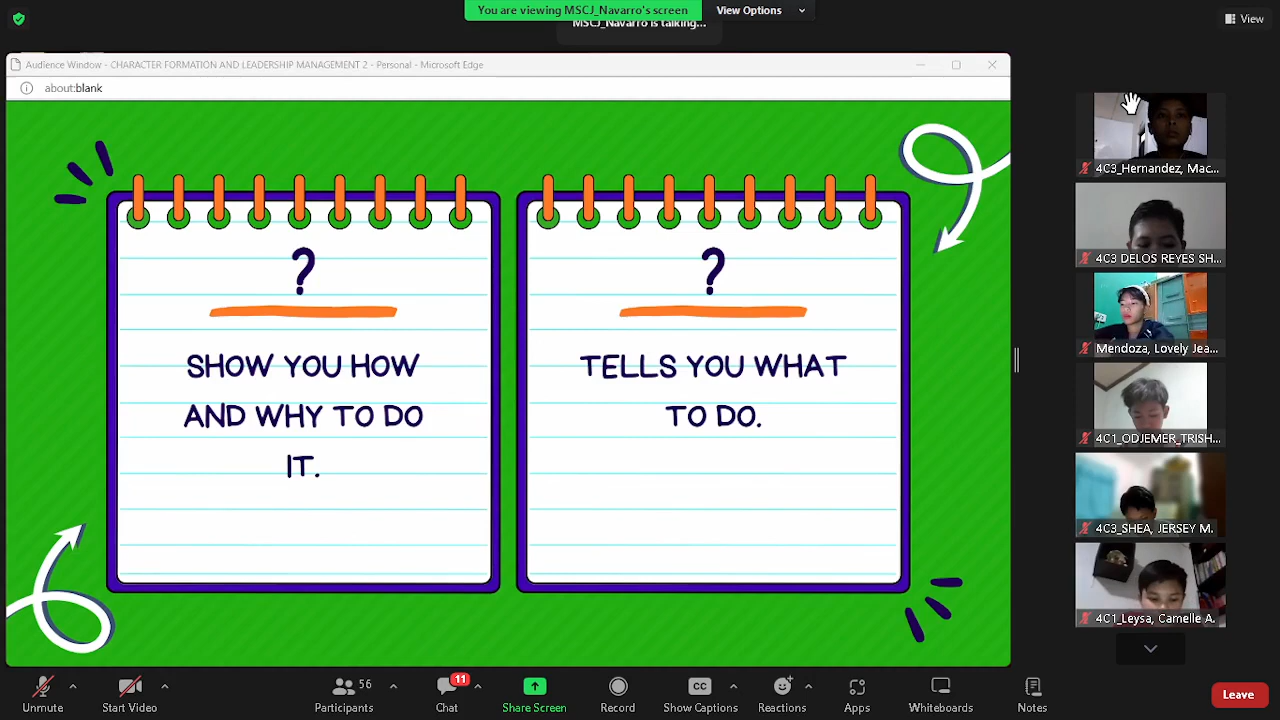 You are viewing MSCJ_Navarro's screen
View Options
MSCJ_Navarro is talking...
View
Audience Window - CHARACTER FORMATION AND LEADERSHIP MANAGEMENT 2 - Personal - Microsoft Edge
about:blank
?
SHOW YOU HOW
AND WHY TO DO
IT.
?
TELLS YOU WHAT
TO DO.
4C3_Hernandez, Mac...
4C3 DELOS REYES SH...
Mendoza, Lovely Jea...
4C1_ODJEMER_TRISH...
4C3_SHEA, JERSEY M.
4C1_Leysa, Carnelle A.
Unmute
Start Video
56
Participants
11
Chat
Share Screen
Record
CC
Show Captions
Reactions
Apps
Whiteboards
Notes
Leave